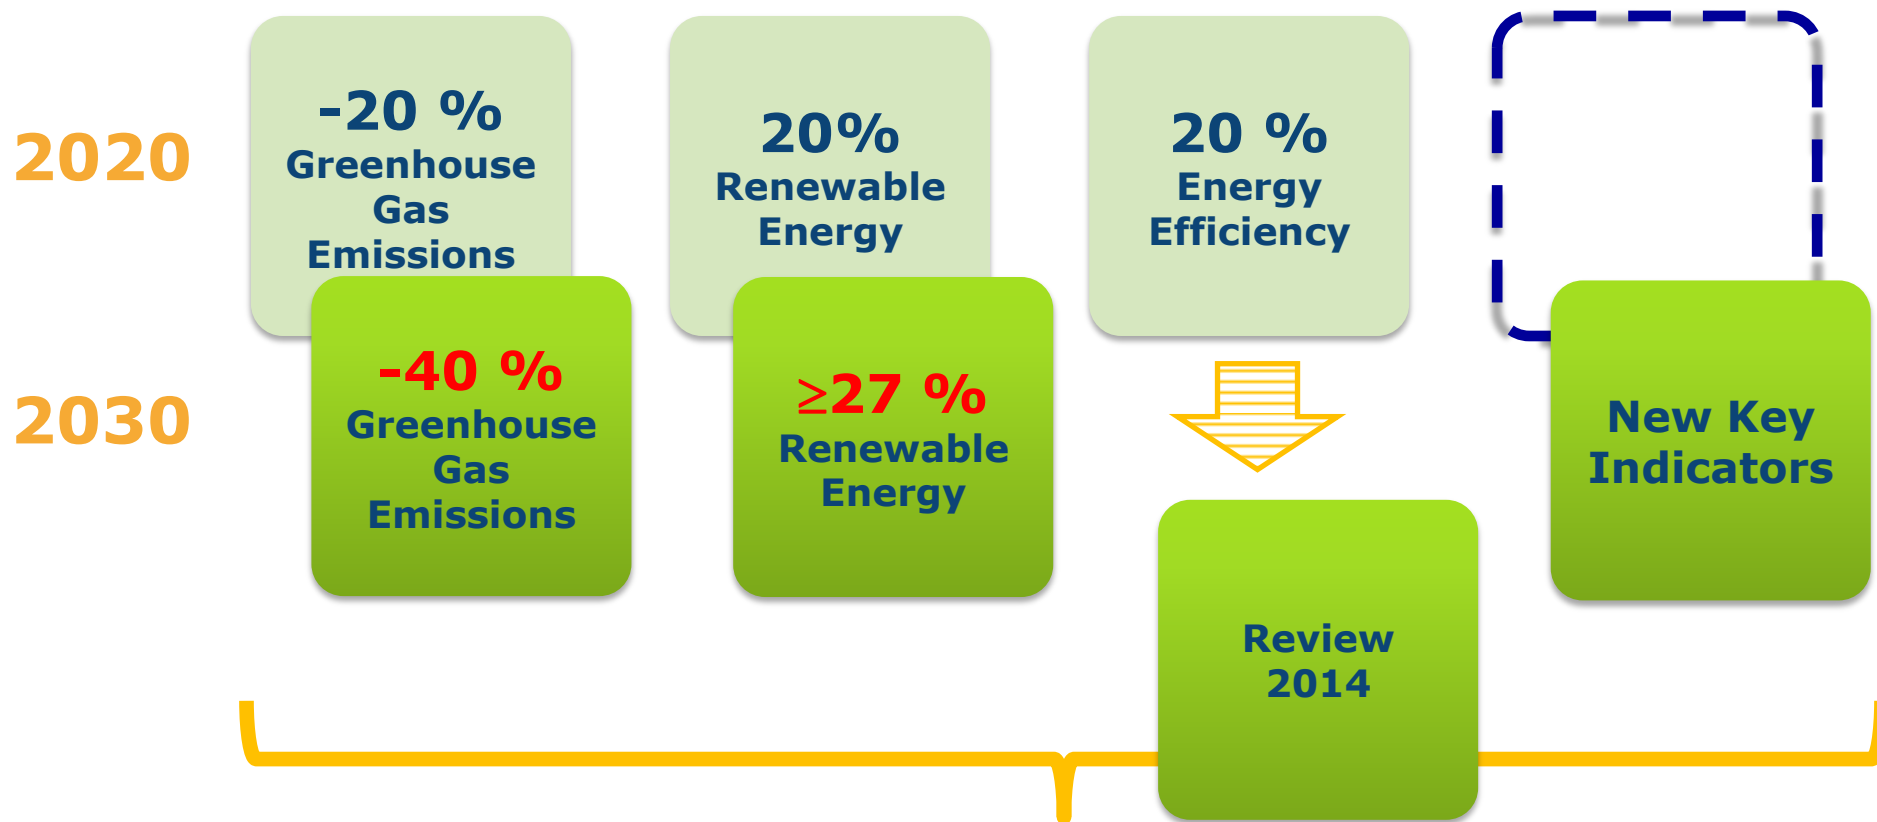 2020
-20 %
Greenhouse
Gas
Emissions
20%
Renewable
Energy
20 %
Energy
Efficiency
2030
-40 %
Greenhouse
Gas
Emissions
≥27 %
Renewable
Energy
Review
2014
New Key
Indicators